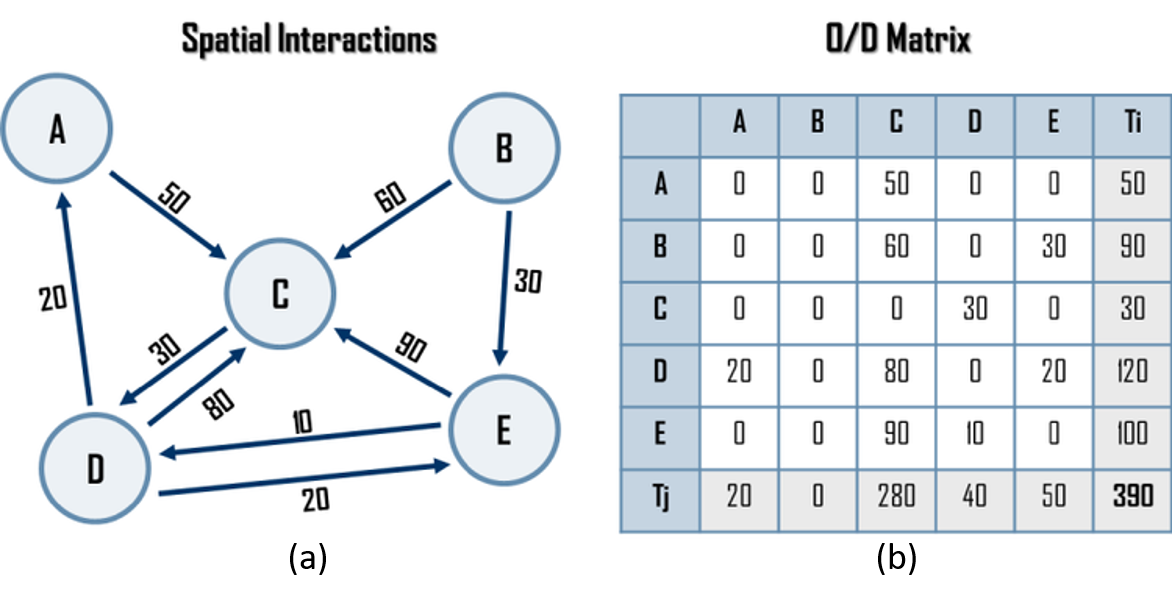 Spatial Interactions
A
B
50
60
C
20
30
30
80
90
10
D
E
20
(a)
O/D Matrix
A B C D E Ti
A 0 0 50 0 0 50
B 0 0 60 0 30 90
C 0 0 0 30 0 30
D 20 0 80 0 20 120
E 0 0 90 10 0 100
Tj 20 0 280 40 50 390
(b)